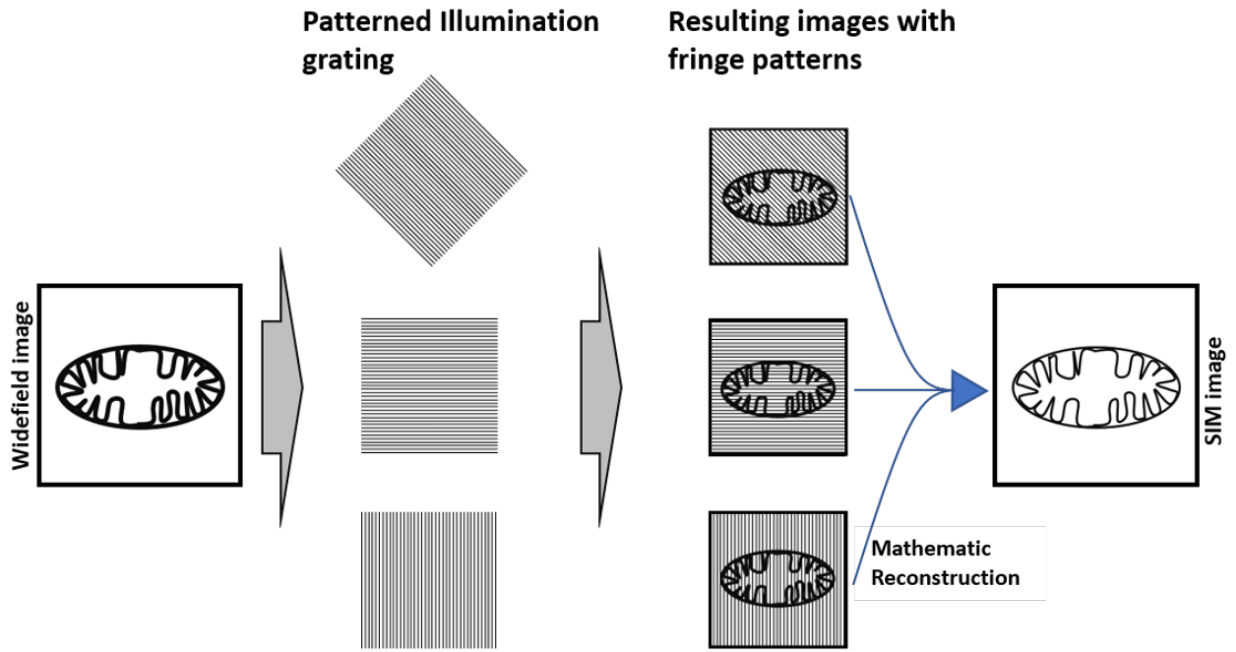 Patterned Illumination
grating
Resulting images with
fringe patterns
Widefield image
SIM image
Mathematic
Reconstruction